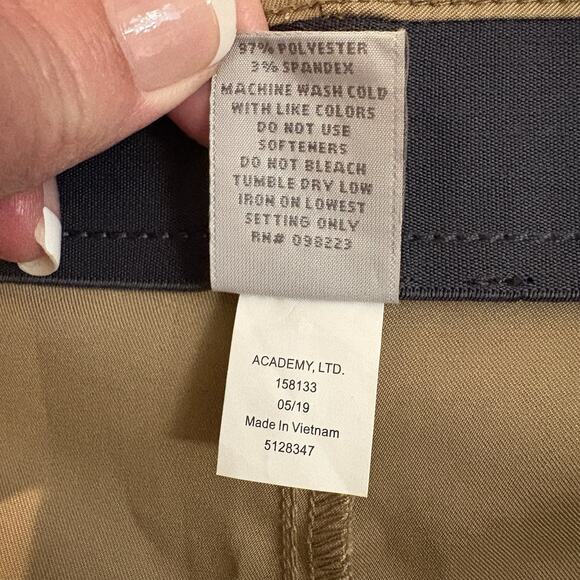 97% POLYESTER
3% SPANDEX
MACHINE WASH COLD
WITH LIKE COLORS
DO NOT USE
SOFTENERS
DO NOT BLEACH
TUMBLE DRY LOW
IRON ON LOWEST
SETTING ONLY
RN# 098223
ACADEMY, LTD.
158133
05/19
Made In Vietnam
5128347